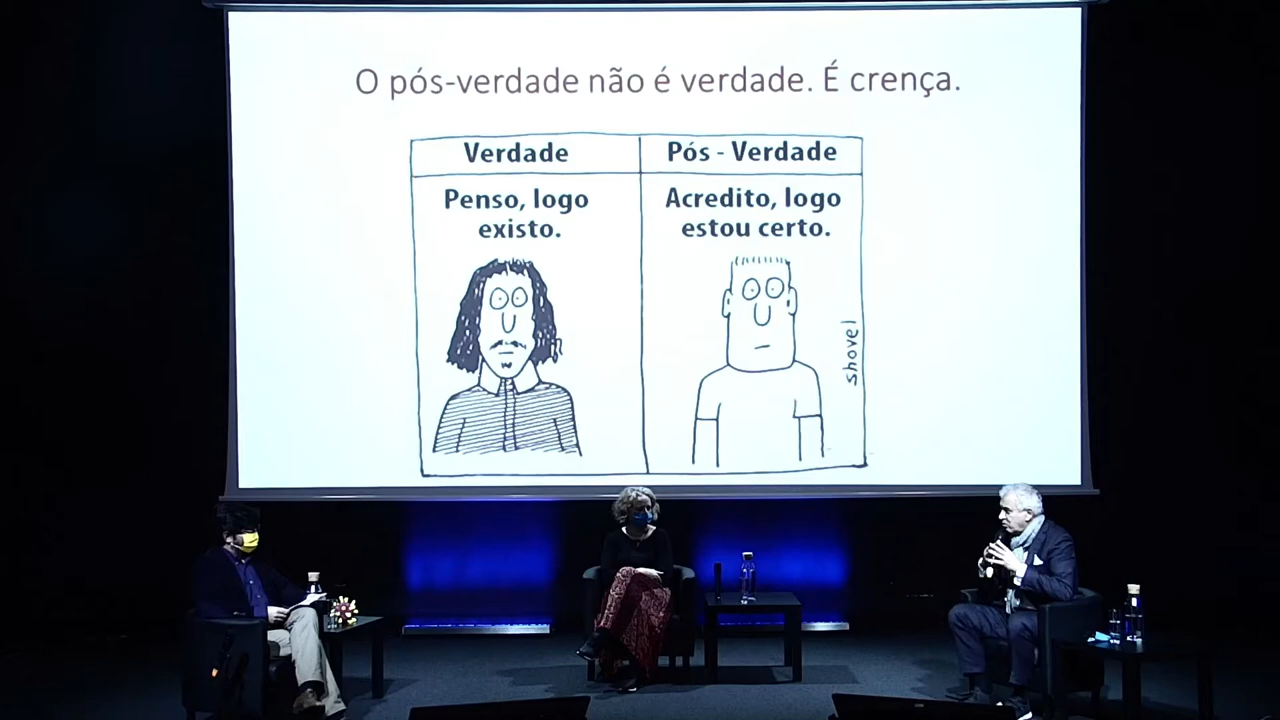 O pós-verdade não é verdade. É crença.
Verdade
Pós - Verdade
Penso, logo
existo.
Acredito, logo
estou certo.
shovel